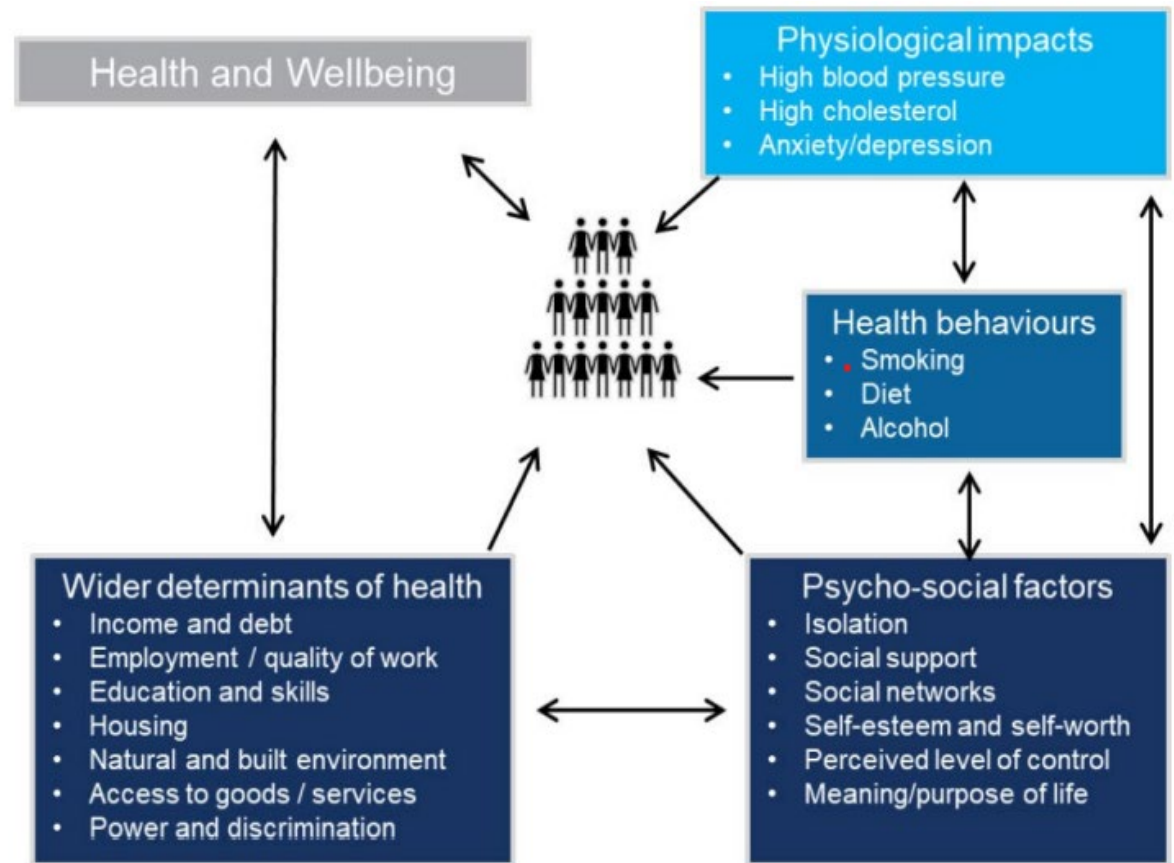 Health and Wellbeing
Physiological impacts
• High blood pressure
• High cholesterol
• Anxiety/depression
Health behaviours
• Smoking
• Diet
• Alcohol
Wider determinants of health
• Income and debt
• Employment / quality of work
• Education and skills
• Housing
• Natural and built environment
• Access to goods / services
• Power and discrimination
Psycho-social factors
• Isolation
• Social support
• Social networks
• Self-esteem and self-worth
• Perceived level of control
• Meaning/purpose of life